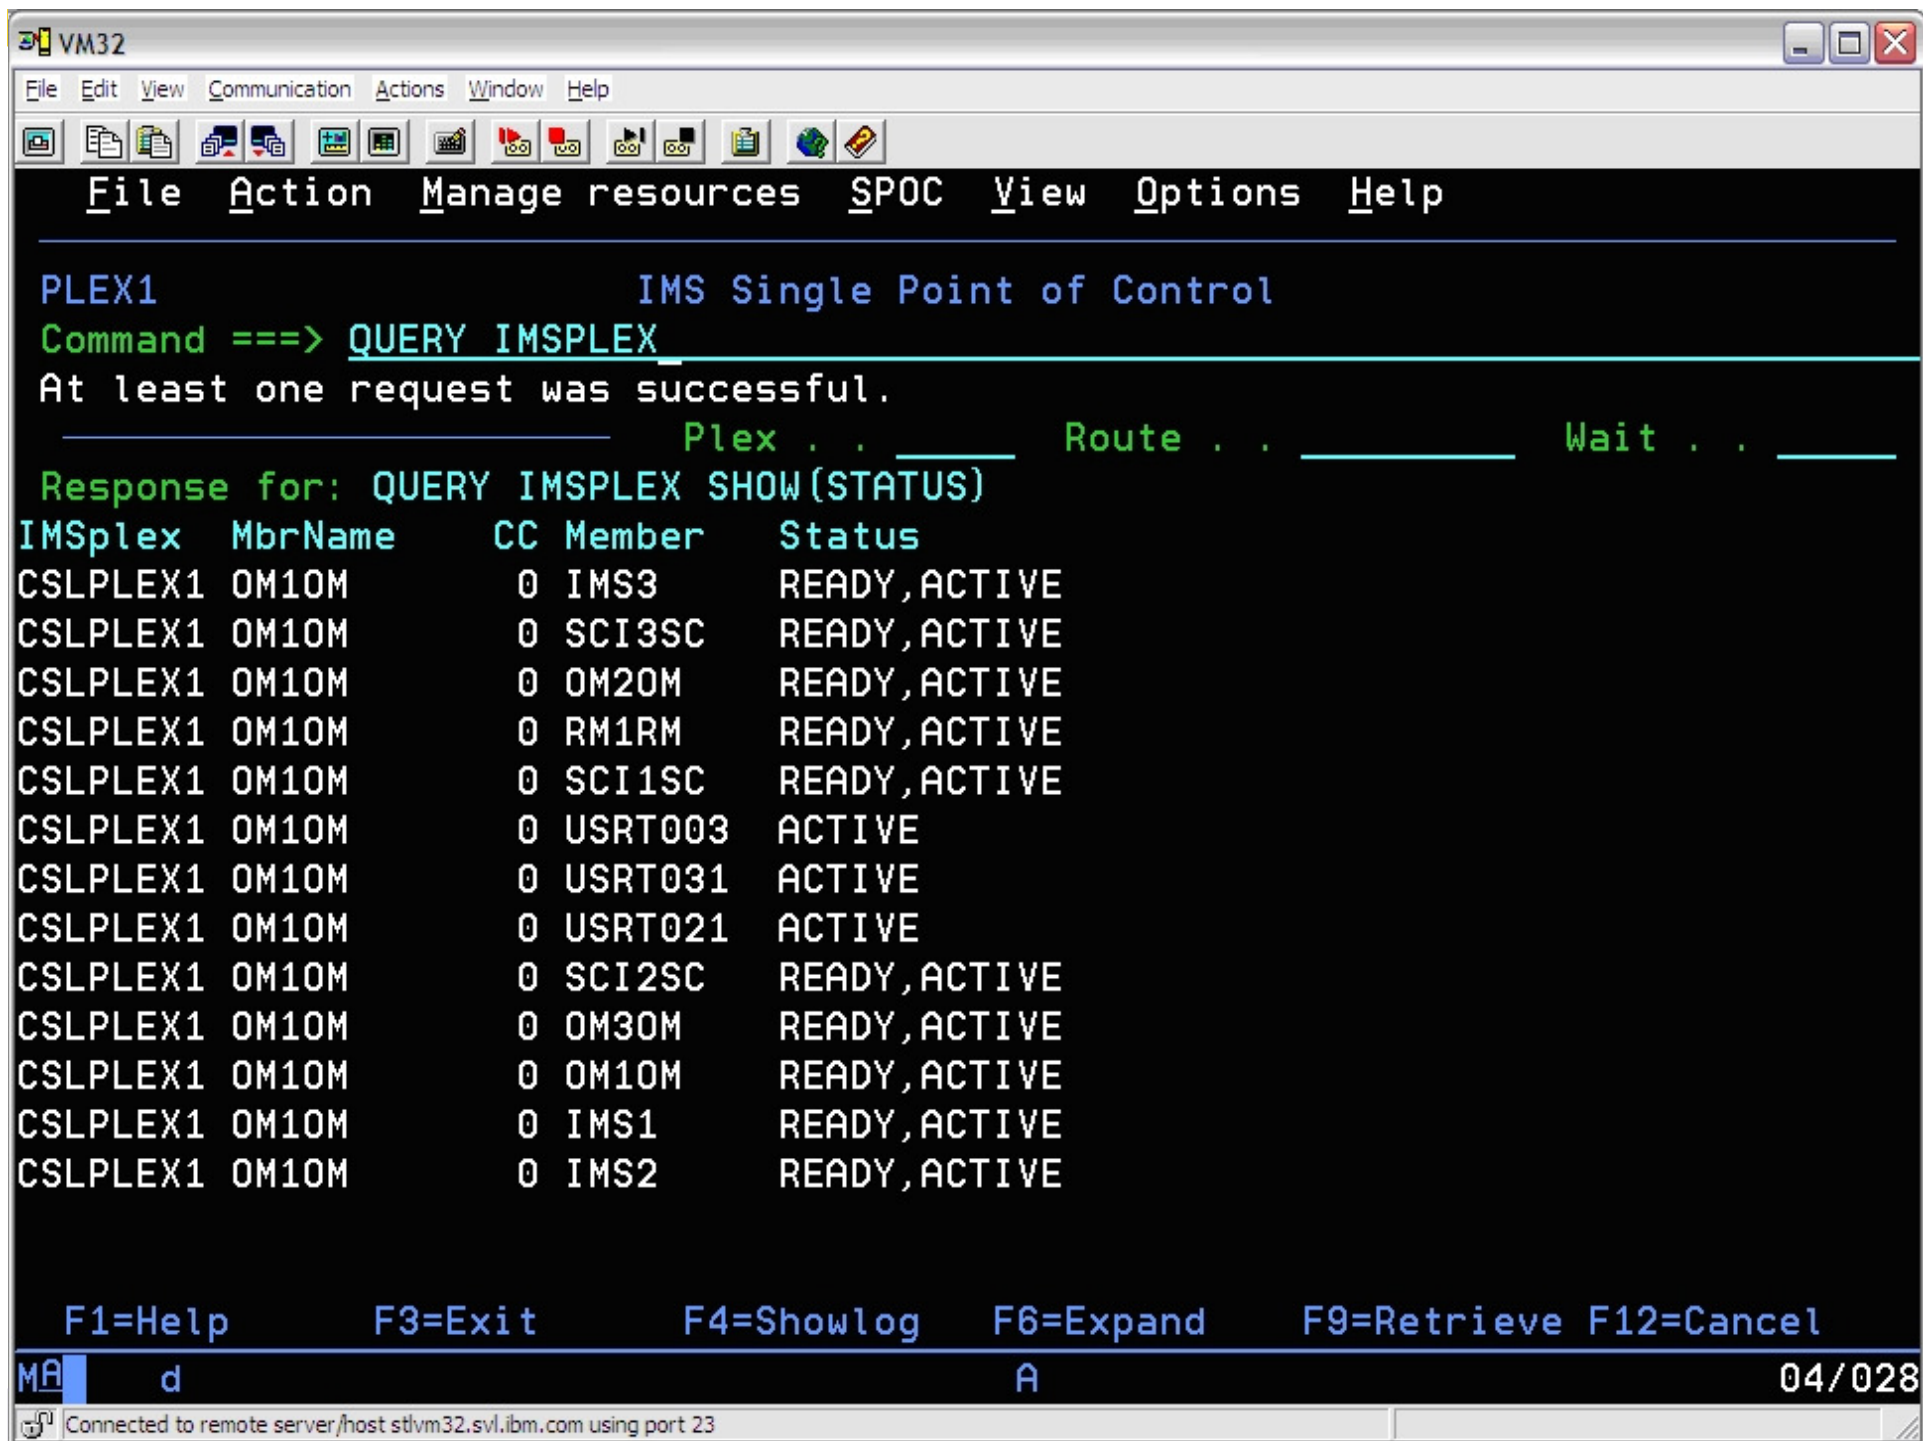 VM32
File Edit View Communication Actions Window Help
File Action Manage resources SPOC View Options Help
PLEX1 IMS Single Point of Control
Command ===> QUERY IMSPLEX
At least one request was successful.
Plex . . Route . . Wait . .
Response for: QUERY IMSPLEX SHOW(STATUS)
IMSplex MbrName CC Member Status
CSLPLEX1 OM1OM 0 IMS3 READY,ACTIVE
CSLPLEX1 OM1OM 0 SCI3SC READY,ACTIVE
CSLPLEX1 OM1OM 0 OM2OM READY,ACTIVE
CSLPLEX1 OM1OM 0 RM1RM READY,ACTIVE
CSLPLEX1 OM1OM 0 SCI1SC READY,ACTIVE
CSLPLEX1 OM1OM 0 USRT003 ACTIVE
CSLPLEX1 OM1OM 0 USRT031 ACTIVE
CSLPLEX1 OM1OM 0 USRT021 ACTIVE
CSLPLEX1 OM1OM 0 SCI2SC READY,ACTIVE
CSLPLEX1 OM1OM 0 OM3OM READY,ACTIVE
CSLPLEX1 OM1OM 0 OM1OM READY,ACTIVE
CSLPLEX1 OM1OM 0 IMS1 READY,ACTIVE
CSLPLEX1 OM1OM 0 IMS2 READY,ACTIVE
F1=Help F3=Exit F4=Showlog F6=Expand F9=Retrieve F12=Cancel
MA d A 04/028
Connected to remote server/host stlvm32.svl.ibm.com using port 23